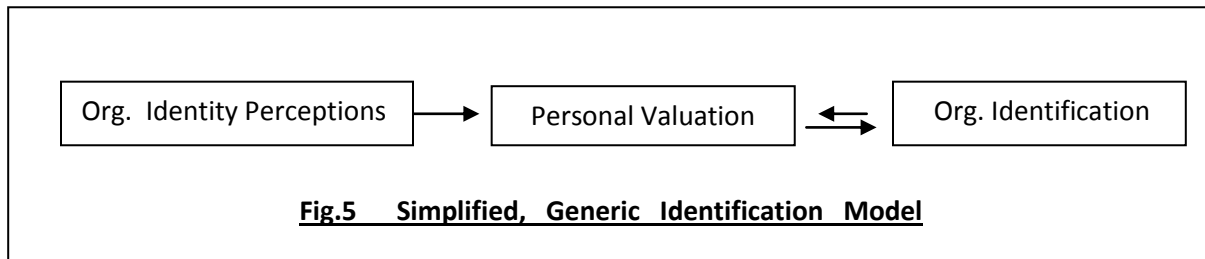 Org. Identity Perceptions
Personal Valuation
Org. Identification
Fig.5 Simplified, Generic Identification Model